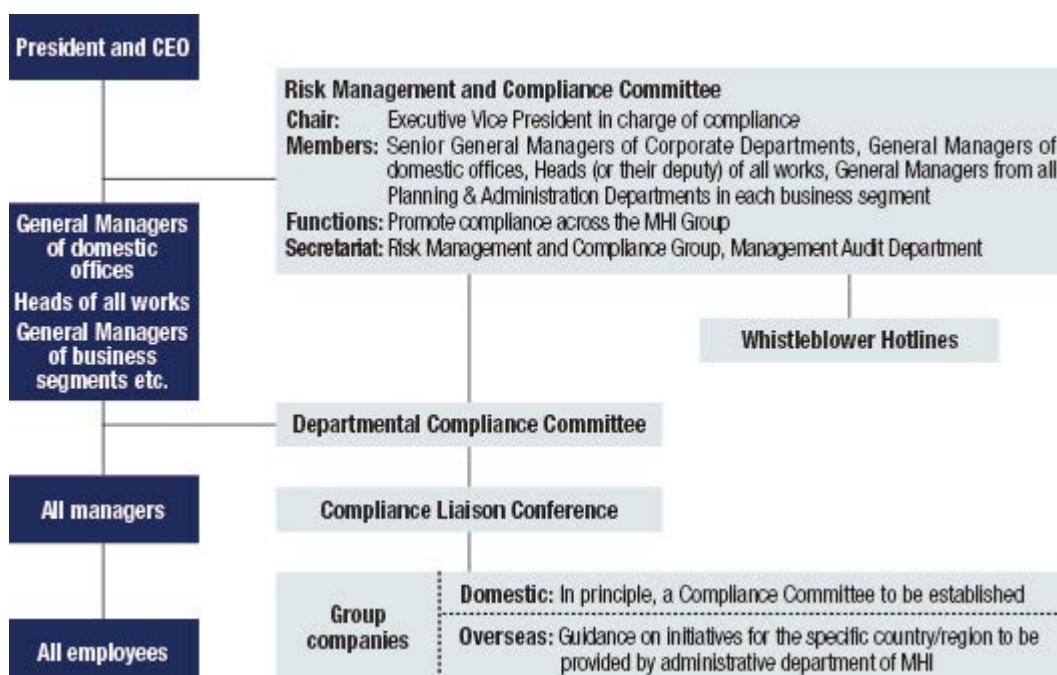 President and CEO
Risk Management and Compliance Committee
Chair: Executive Vice President in charge of compliance
Members: Senior General Managers of Corporate Departments, General Managers of
domestic offices, Heads (or their deputy) of all works, General Managers from all
Planning & Administration Departments in each business segment
Functions: Promote compliance across the MHI Group
Secretariat: Risk Management and Compliance Group, Management Audit Department
General Managers
of domestic
offices
Heads of all works
General Managers
of business
segments etc.
Whistleblower Hotlines
Departmental Compliance Committee
All managers
Compliance Liaison Conference
All employees
Group
companies
Domestic: In principle, a Compliance Committee to be established
Overseas: Guidance on initiatives for the specific country/region to be
provided by administrative department of MHI